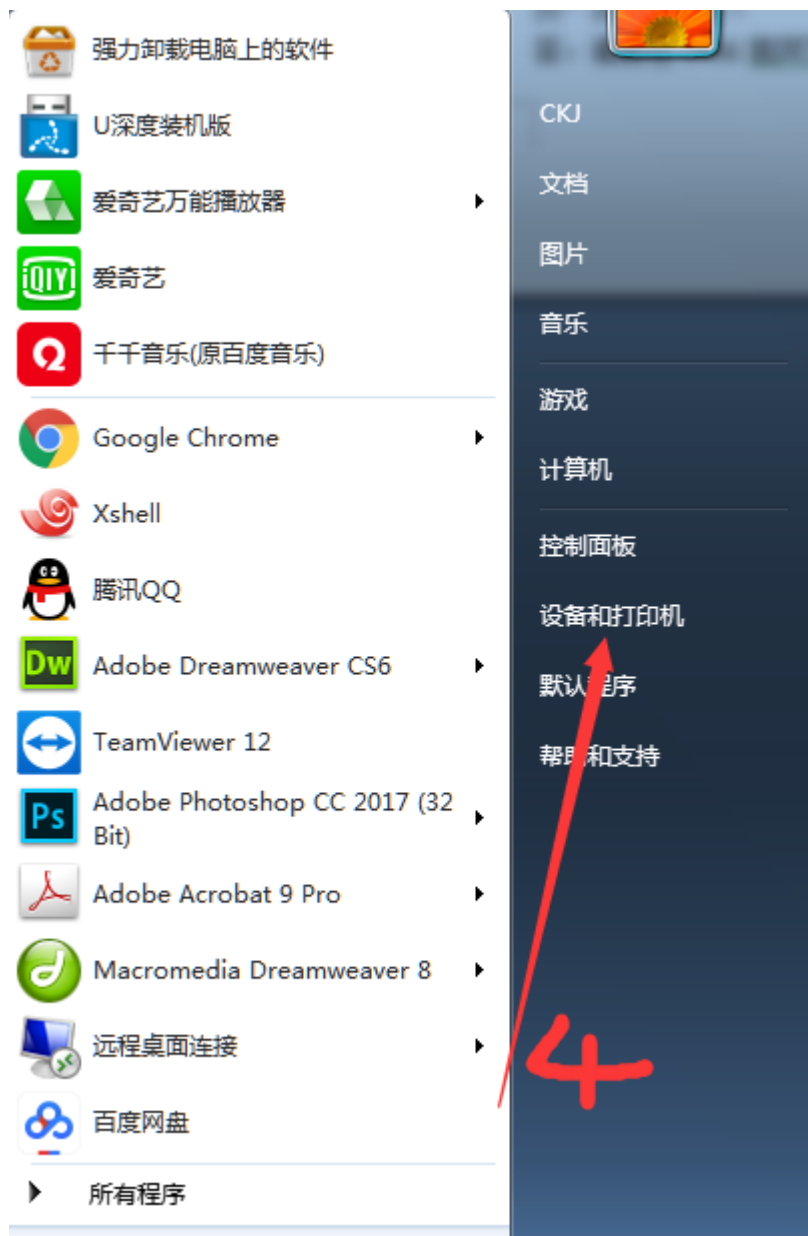 强力卸载电脑上的软件
U深度装机版
爱奇艺万能播放器
iQIYI
爱奇艺
千千音乐(原百度音乐)
Google Chrome
Xshell
腾讯QQ
Dw
Adobe Dreamweaver CS6
TeamViewer 12
Ps
Adobe Photoshop CC 2017 (32
Bit)
Adobe Acrobat 9 Pro
Macromedia Dreamweaver 8
远程桌面连接
百度网盘
所有程序
CKJ
文档
图片
音乐
游戏
计算机
控制面板
设备和打印机
默认程序
帮助和支持
4